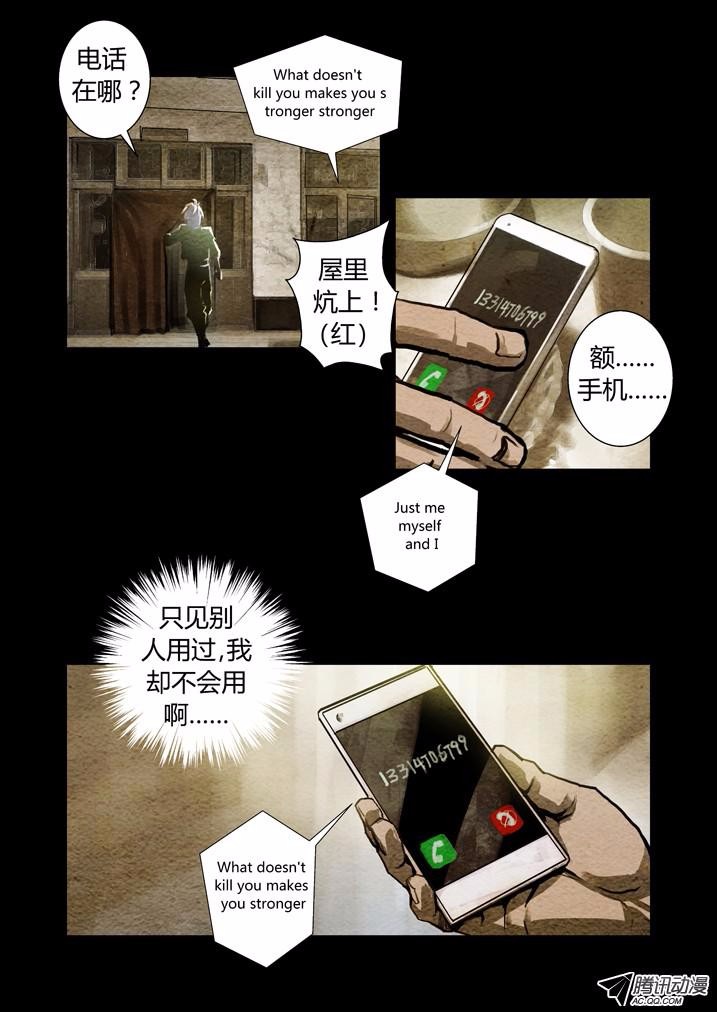 电话
在哪？
What doesn't
kill you makes you s
tronger stronger
屋里
炕上！
（红）
13314706799
额……
手机……
Just me
myself
and I
只见别
人用过，我
却不会用
啊……
13314706799
What doesn't
kill you makes
you stronger
腾讯动漫
AC.QQ.COM